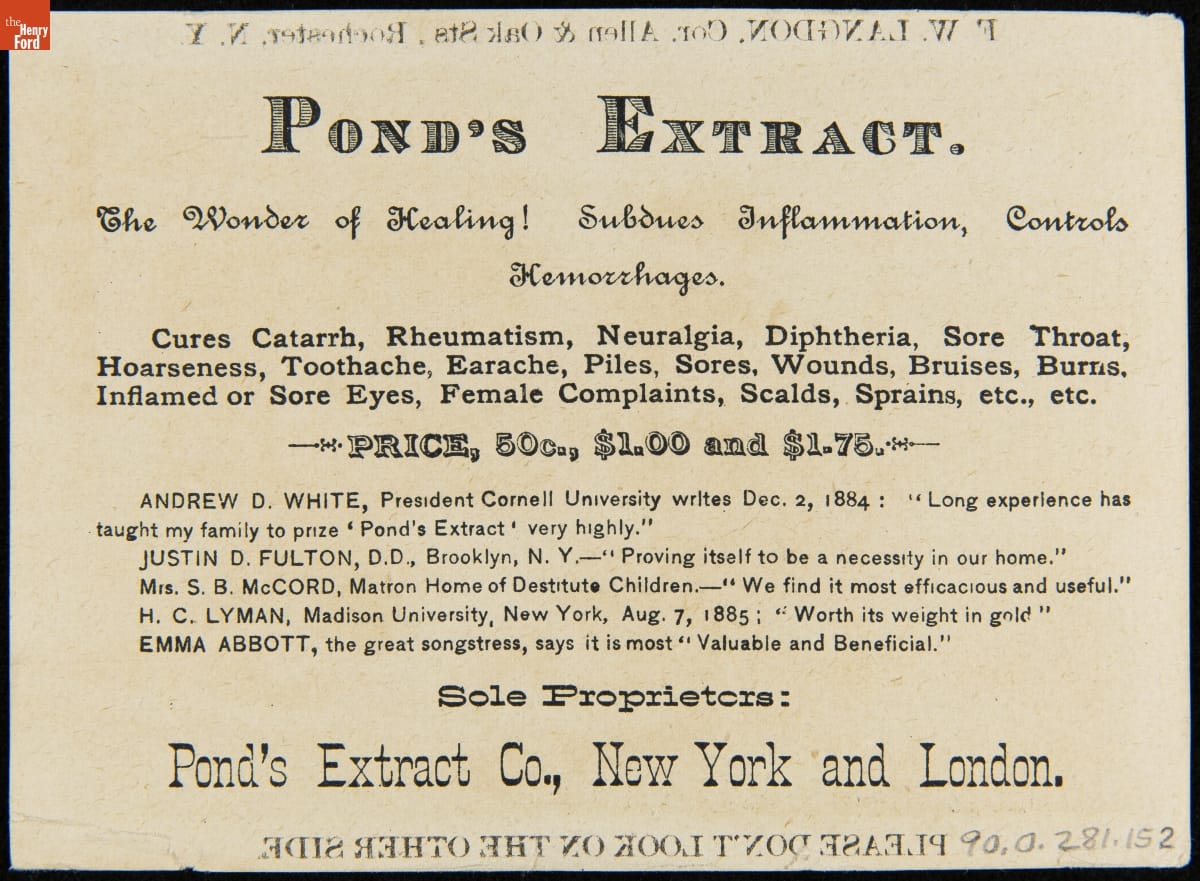 the
Henry
Ford
F. W. LANGDON, Cor. Allen & Oak Sts., Rochester, N. Y.
POND'S EXTRACT.
The Wonder of Healing! Subdues Inflammation, Controls
Hemorrhages.
Cures Catarrh, Rheumatism, Neuralgia, Diphtheria, Sore Throat,
Hoarseness, Toothache, Earache, Piles, Sores, Wounds, Bruises, Burns,
Inflamed or Sore Eyes, Female Complaints, Scalds, Sprains, etc., etc.
PRICE, 50c., $1.00 and $1.75.
ANDREW D. WHITE, President Cornell University writes Dec. 2, 1884 : "Long experience has
taught my family to prize 'Pond's Extract' very highly."
JUSTIN D. FULTON, D.D., Brooklyn, N. Y.—"Proving itself to be a necessity in our home."
Mrs. S. B. McCORD, Matron Home of Destitute Children.—"We find it most efficacious and useful."
H. C. LYMAN, Madison University, New York, Aug. 7, 1885; "Worth its weight in gold"
EMMA ABBOTT, the great songstress, says it is most "Valuable and Beneficial."
Sole Proprietors:
Pond's Extract Co., New York and London.
PLEASE DON'T LOOK ON THE OTHER SIDE.
90.0.281.152